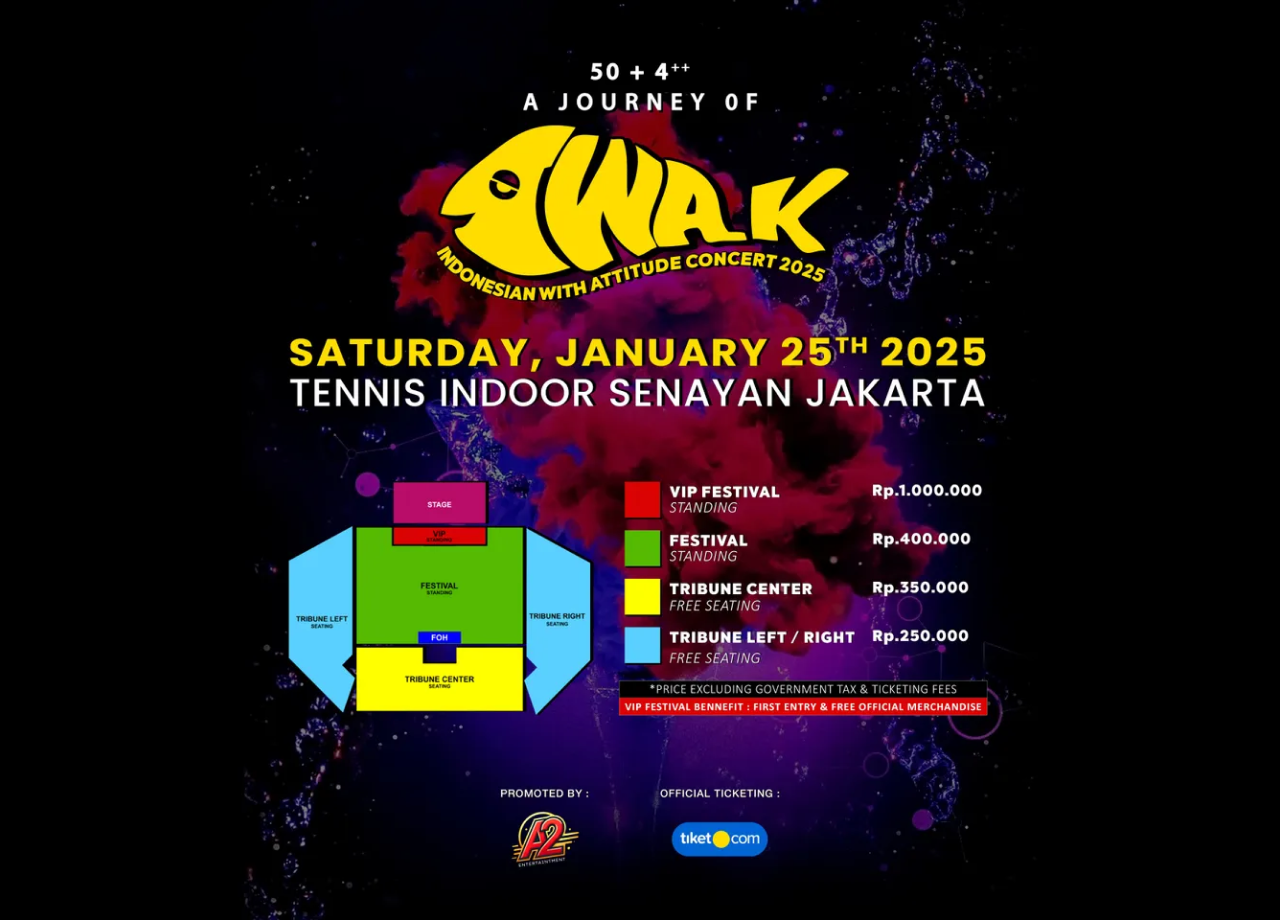 50 + 4++
A JOURNEY 0F
IWAK
INDONESIAN WITH ATTITUDE CONCERT 2025
SATURDAY, JANUARY 25TH 2025
TENNIS INDOOR SENAYAN JAKARTA
STAGE
VIP
STANDING
FESTIVAL
STANDING
TRIBUNE LEFT
SEATING
TRIBUNE RIGHT
SEATING
FOH
TRIBUNE CENTER
SEATING
VIP FESTIVAL Rp.1.000.000
STANDING
FESTIVAL Rp.400.000
STANDING
TRIBUNE CENTER Rp.350.000
FREE SEATING
TRIBUNE LEFT / RIGHT Rp.250.000
FREE SEATING
*PRICE EXCLUDING GOVERNMENT TAX & TICKETING FEES
VIP FESTIVAL BENNEFIT : FIRST ENTRY & FREE OFFICIAL MERCHANDISE
PROMOTED BY :
A2
ENTERTAINTMENT
OFFICIAL TICKETING :
tiket.com